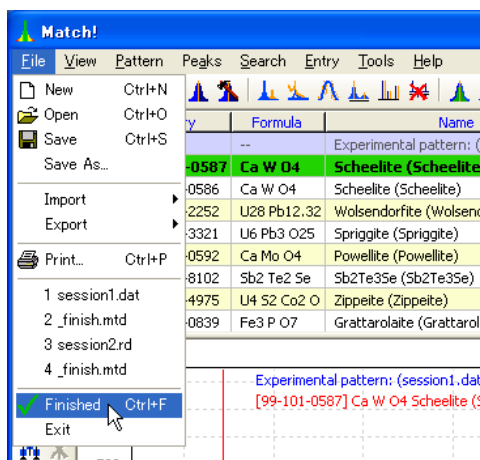 Match!
File View Pattern Peaks Search Entry Tools Help
New Ctrl+N
Open Ctrl+O
Save Ctrl+S
Save As...
Import
Export
Print... Ctrl+P
1 session1.dat
2 _finish.mtd
3 session2.rd
4 _finish.mtd
Finished Ctrl+F
Exit
ry Formula Name
-- Experimental pattern: (
-0587 Ca W O4 Scheelite (Scheelite
-0586 Ca W O4 Scheelite (Scheelite)
-2252 U28 Pb12.32 Wolsendorfite (Wolsend
-3321 U6 Pb3 O25 Spriggite (Spriggite)
-0592 Ca Mo O4 Powellite (Powellite)
-8102 Sb2 Te2 Se Sb2Te3Se (Sb2Te3Se)
-4975 U4 S2 Co2 O Zippeite (Zippeite)
-0839 Fe3 P O7 Grattarolaite (Grattarol
Experimental pattern: (session1.dat
[99-101-0587] Ca W O4 Scheelite (S